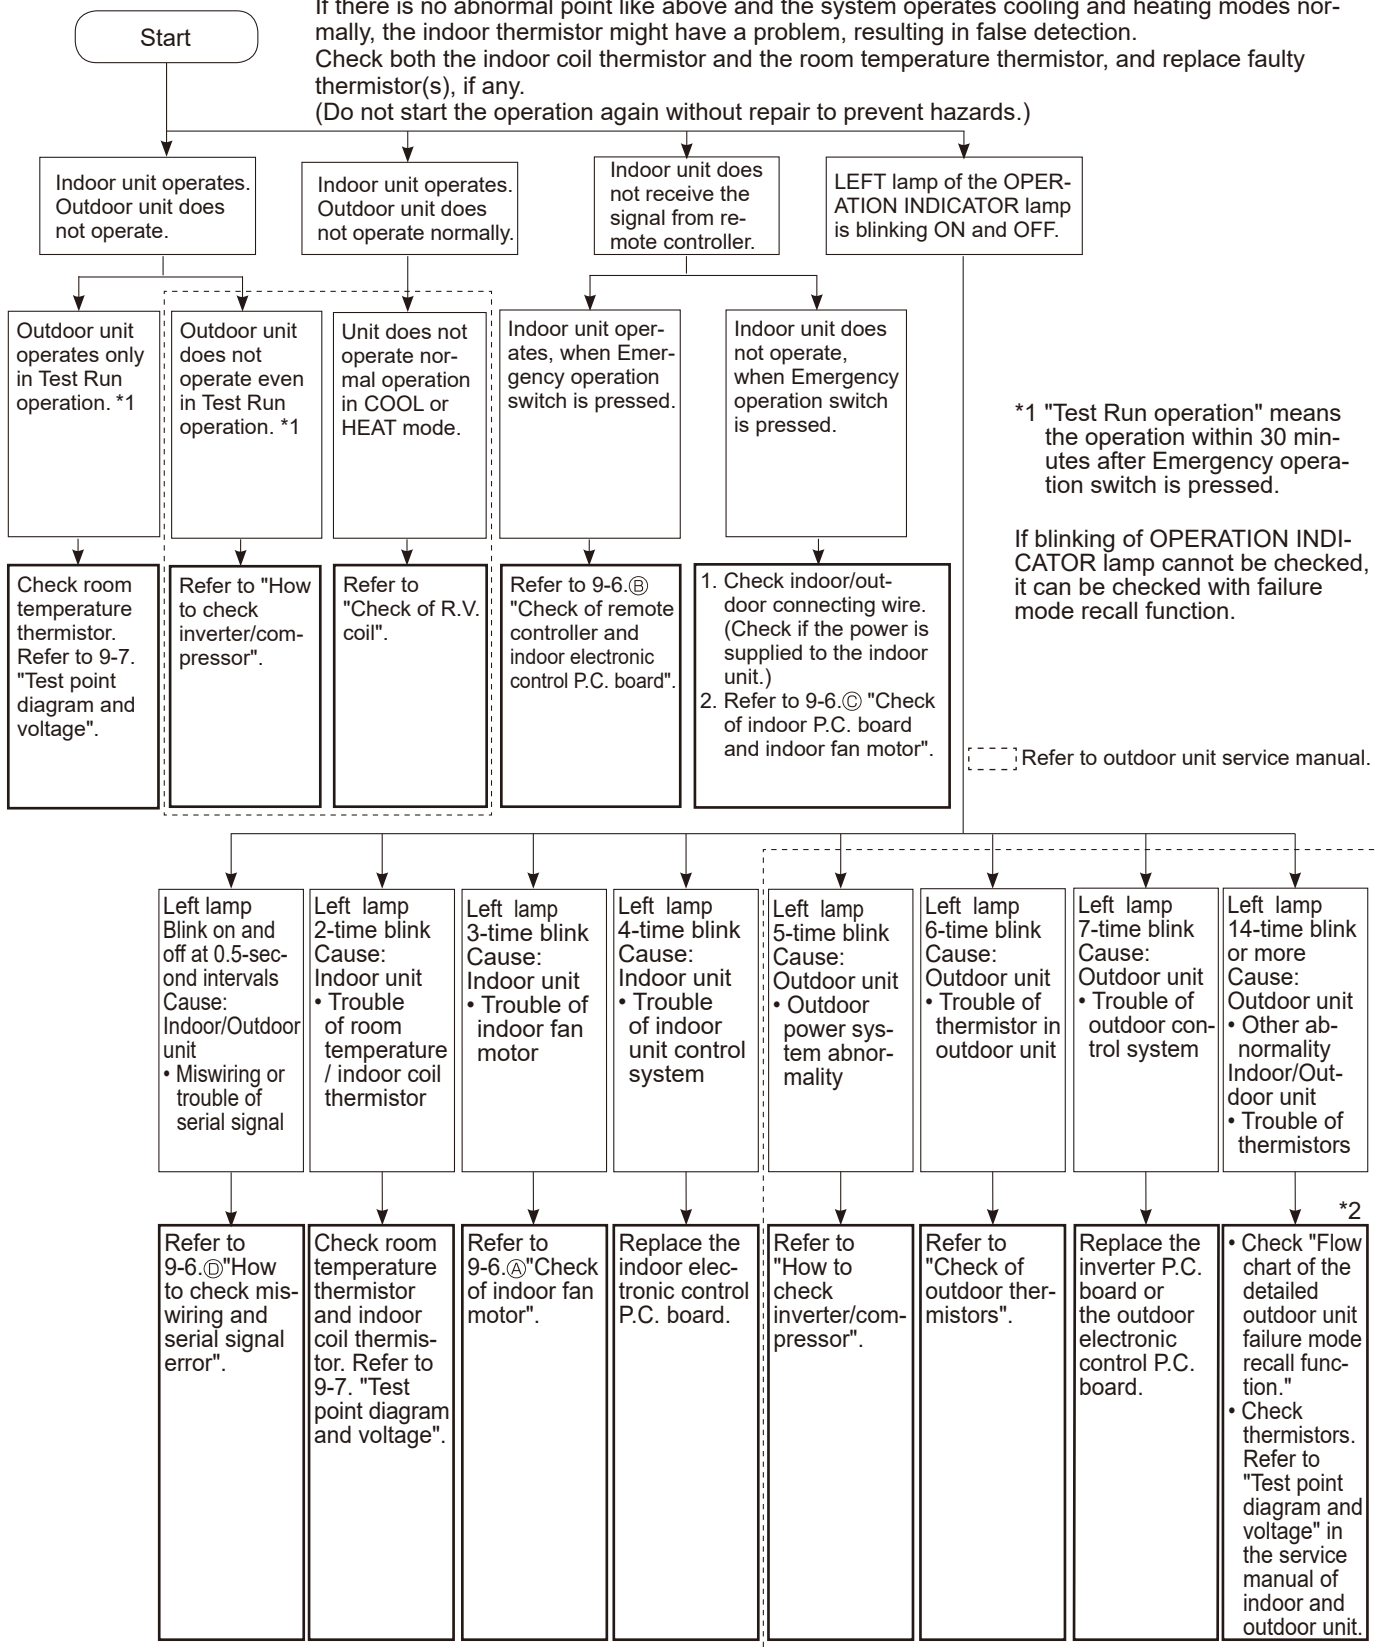 If there is no abnormal point like above and the system operates cooling and heating modes nor-
mally, the indoor thermistor might have a problem, resulting in false detection.
Check both the indoor coil thermistor and the room temperature thermistor, and replace faulty
thermistor(s), if any.
(Do not start the operation again without repair to prevent hazards.)
Start
Indoor unit operates.
Outdoor unit does
not operate.
Indoor unit operates.
Outdoor unit does
not operate normally.
Indoor unit does
not receive the
signal from re-
mote controller.
LEFT lamp of the OPER-
ATION INDICATOR lamp
is blinking ON and OFF.
Outdoor unit
operates only
in Test Run
operation. *1
Outdoor unit
does not
operate even
in Test Run
operation. *1
Unit does not
operate nor-
mal operation
in COOL or
HEAT mode.
Indoor unit oper-
ates, when Emer-
gency operation
switch is pressed.
Indoor unit does
not operate,
when Emergency
operation switch
is pressed.
*1 "Test Run operation" means
the operation within 30 min-
utes after Emergency opera-
tion switch is pressed.
If blinking of OPERATION INDI-
CATOR lamp cannot be checked,
it can be checked with failure
mode recall function.
Check room
temperature
thermistor.
Refer to 9-7.
"Test point
diagram and
voltage".
Refer to "How
to check
inverter/com-
pressor".
Refer to
"Check of R.V.
coil".
Refer to 9-6.Ⓑ
"Check of remote
controller and
indoor electronic
control P.C. board".
1. Check indoor/out-
door connecting wire.
(Check if the power is
supplied to the indoor
unit.)
2. Refer to 9-6.Ⓒ "Check
of indoor P.C. board
and indoor fan motor".
Refer to outdoor unit service manual.
Left lamp
Blink on and
off at 0.5-sec-
ond intervals
Cause:
Indoor/Outdoor
unit
• Miswiring or
trouble of
serial signal
Left lamp
2-time blink
Cause:
Indoor unit
• Trouble
of room
temperature
/ indoor coil
thermistor
Left lamp
3-time blink
Cause:
Indoor unit
• Trouble of
indoor fan
motor
Left lamp
4-time blink
Cause:
Indoor unit
• Trouble
of indoor
unit control
system
Left lamp
5-time blink
Cause:
Outdoor unit
• Outdoor
power sys-
tem abnor-
mality
Left lamp
6-time blink
Cause:
Outdoor unit
• Trouble of
thermistor in
outdoor unit
Left lamp
7-time blink
Cause:
Outdoor unit
• Trouble of
outdoor con-
trol system
Left lamp
14-time blink
or more
Cause:
Outdoor unit
• Other ab-
normality
Indoor/Out-
door unit
• Trouble of
thermistors
*2
Refer to
9-6.Ⓓ"How
to check mis-
wiring and
serial signal
error".
Check room
temperature
thermistor
and indoor
coil thermis-
tor. Refer to
9-7. "Test
point diagram
and voltage".
Refer to
9-6.Ⓐ"Check
of indoor fan
motor".
Replace the
indoor elec-
tronic control
P.C. board.
Refer to
"How to
check
inverter/com-
pressor".
Refer to
"Check of
outdoor ther-
mistors".
Replace the
inverter P.C.
board or
the outdoor
electronic
control P.C.
board.
• Check "Flow
chart of the
detailed
outdoor unit
failure mode
recall func-
tion."
• Check
thermistors.
Refer to
"Test point
diagram and
voltage" in
the service
manual of
indoor and
outdoor unit.